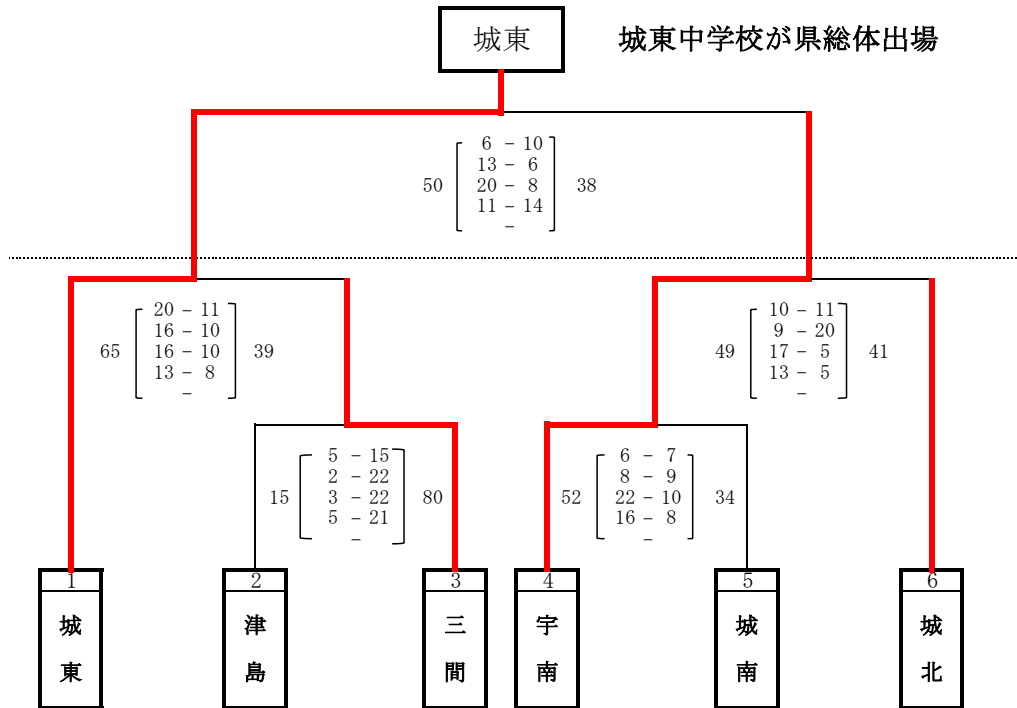 城東
城東中学校が県総体出場
6 - 10
13 - 6
50 20 - 8 38
11 - 14
-
20 - 11
16 - 10
65 16 - 10 39
13 - 8
-
10 - 11
9 - 20
49 17 - 5 41
13 - 5
-
5 - 15
2 - 22
15 3 - 22 80
5 - 21
-
6 - 7
8 - 9
52 22 - 10 34
16 - 8
-
1 2 3 4 5 6
城東
津島
三間
宇南
城南
城北